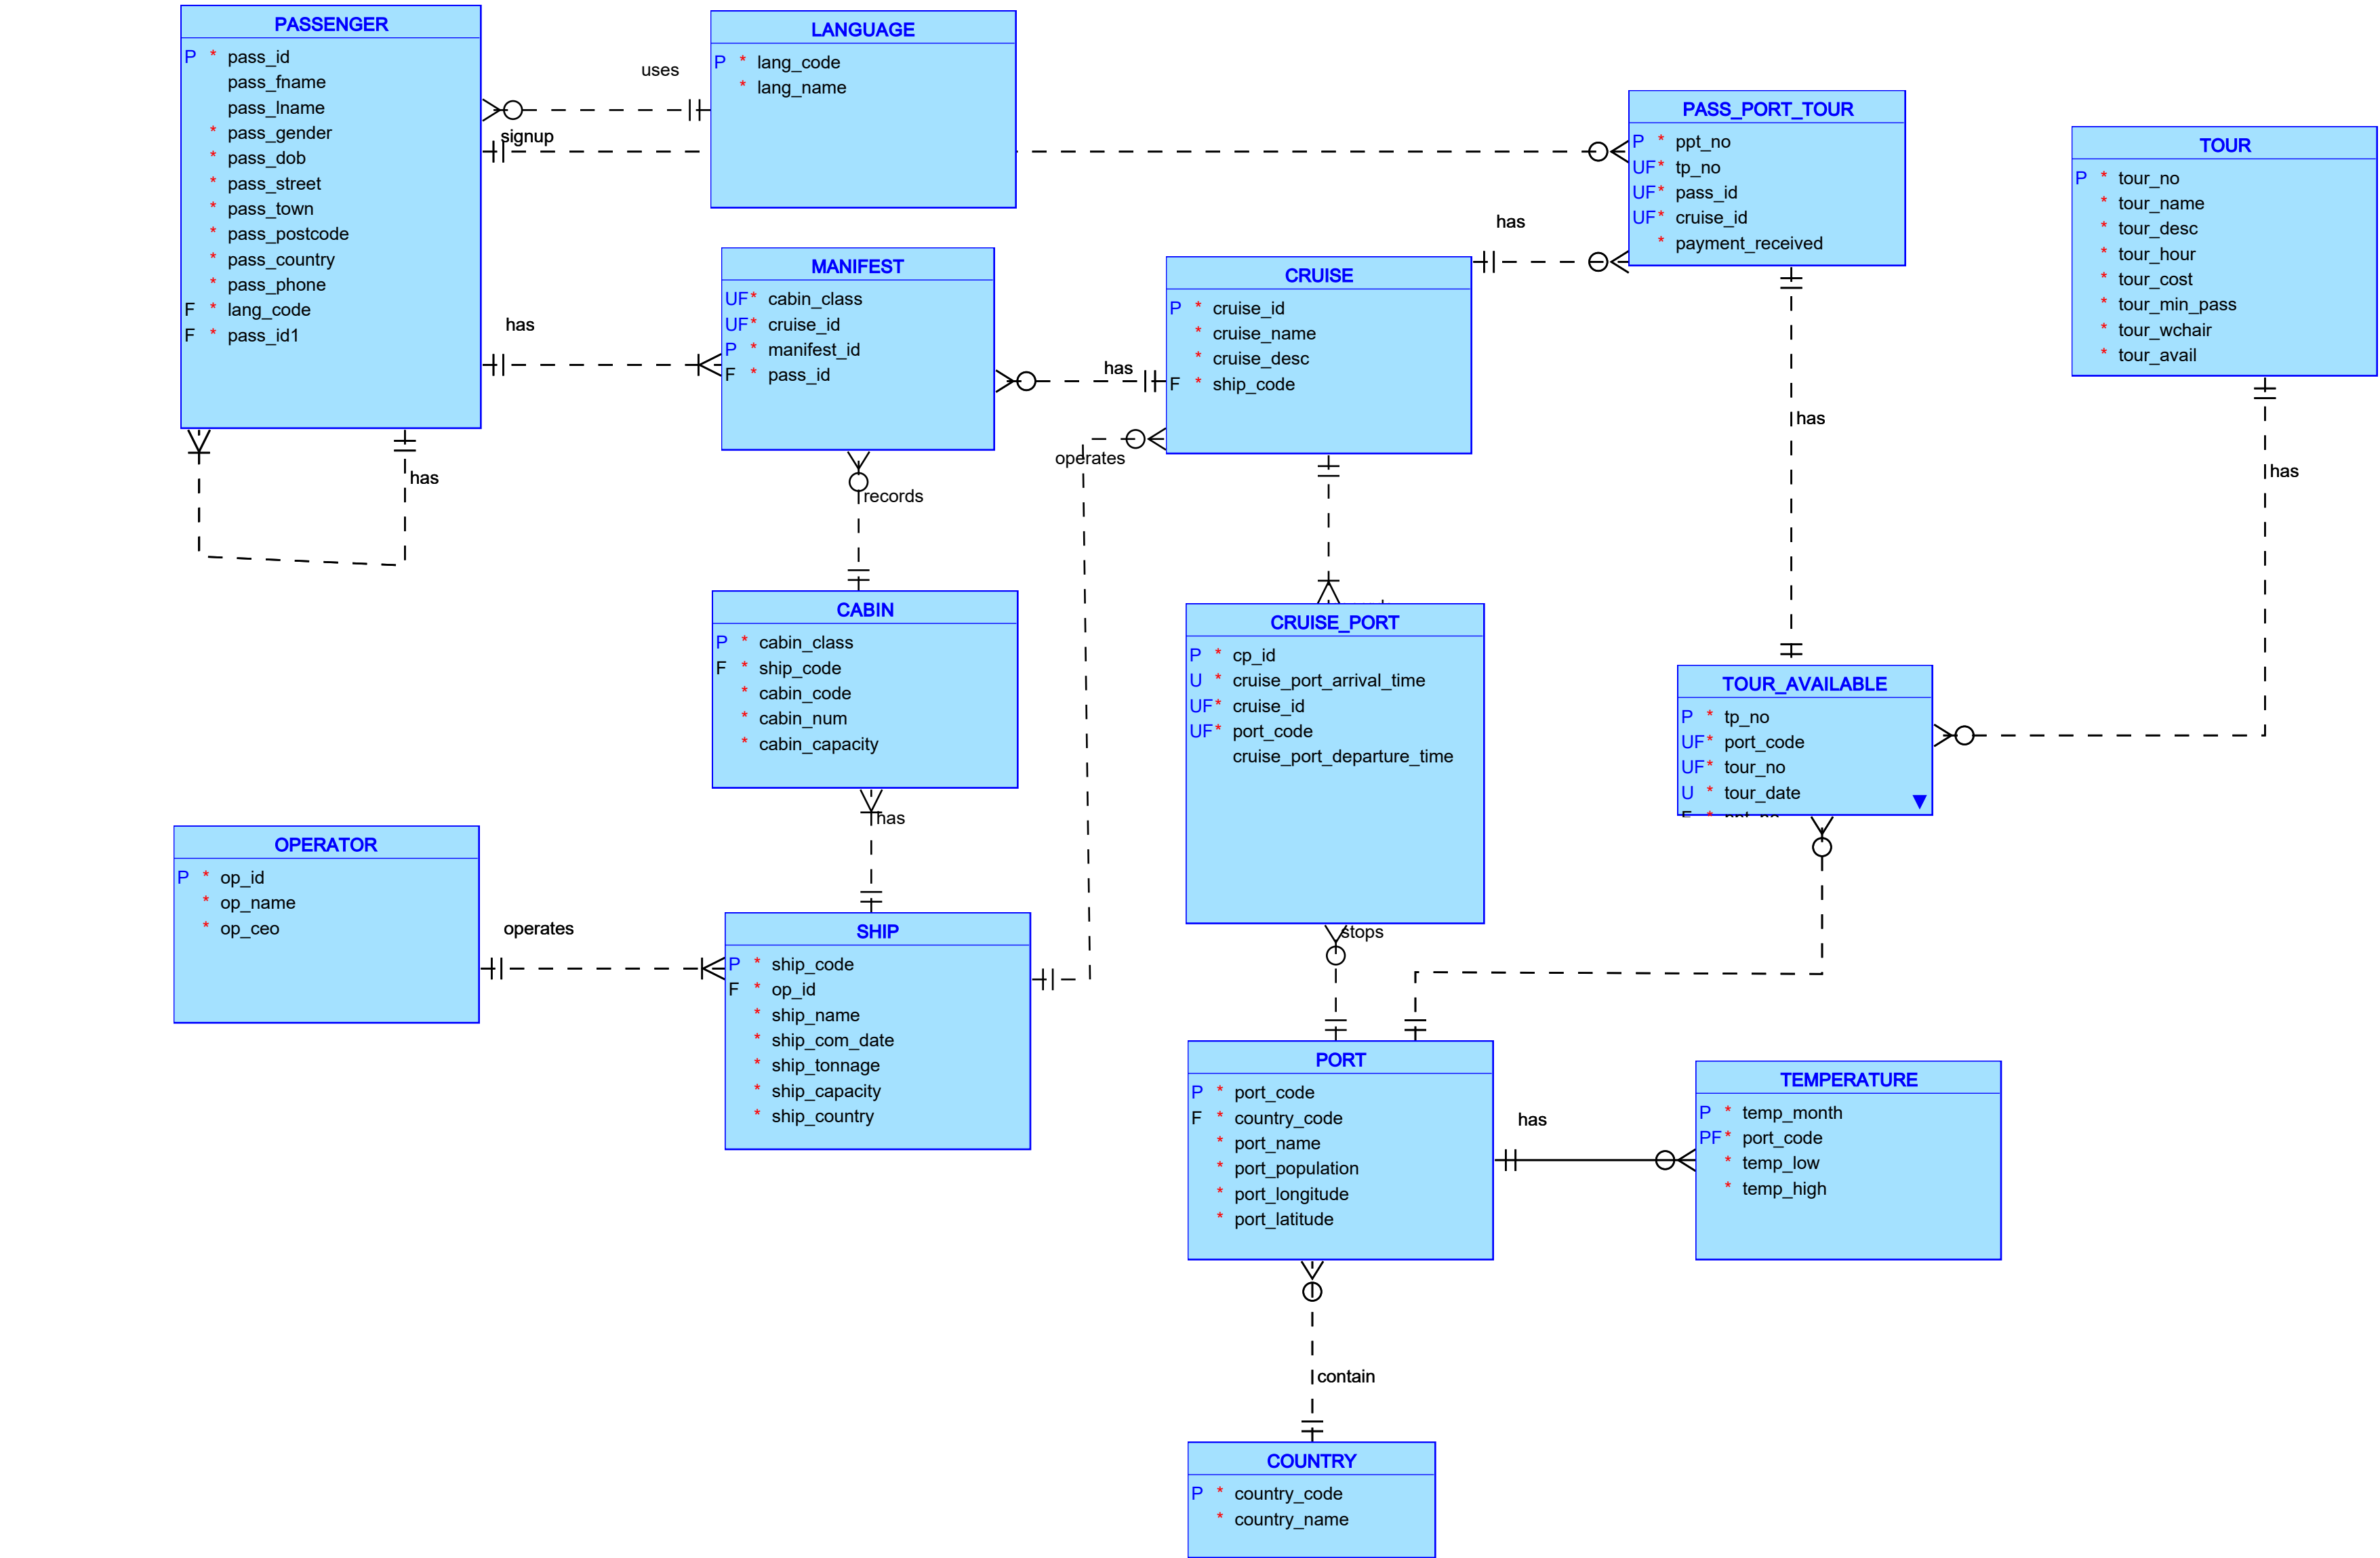 PASSENGER
P * pass_id
pass_fname
pass_lname
* pass_gender
* pass_dob
* pass_street
* pass_town
* pass_postcode
* pass_country
* pass_phone
F * lang_code
F * pass_id1
uses
signup
has
has
LANGUAGE
P * lang_code
* lang_name
MANIFEST
UF * cabin_class
UF * cruise_id
P * manifest_id
F * pass_id
has
records
operates
CRUISE
P * cruise_id
* cruise_name
* cruise_desc
F * ship_code
has
PASS_PORT_TOUR
P * ppt_no
UF * tp_no
UF * pass_id
UF * cruise_id
* payment_received
has
TOUR
P * tour_no
* tour_name
* tour_desc
* tour_hour
* tour_cost
* tour_min_pass
* tour_wchair
* tour_avail
has
CABIN
P * cabin_class
F * ship_code
* cabin_code
* cabin_num
* cabin_capacity
has
CRUISE_PORT
P * cp_id
U * cruise_port_arrival_time
UF * cruise_id
UF * port_code
cruise_port_departure_time
stops
TOUR_AVAILABLE
P * tp_no
UF * port_code
UF * tour_no
U * tour_date
OPERATOR
P * op_id
* op_name
* op_ceo
operates
SHIP
P * ship_code
F * op_id
* ship_name
* ship_com_date
* ship_tonnage
* ship_capacity
* ship_country
PORT
P * port_code
F * country_code
* port_name
* port_population
* port_longitude
* port_latitude
has
TEMPERATURE
P * temp_month
PF * port_code
* temp_low
* temp_high
contain
COUNTRY
P * country_code
* country_name